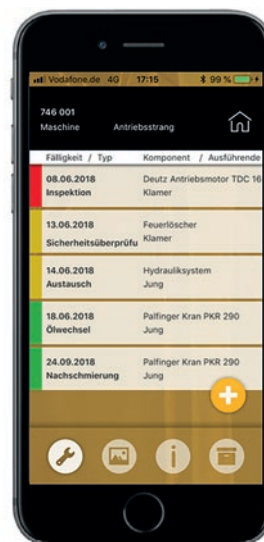 Vodafone.de 4G 17:15 99 %
746 001
Maschine Antriebsstrang
Fälligkeit / Typ Komponente / Ausführende
08.06.2018 Deutz Antriebsmotor TDC 16
Inspektion Klamer
13.06.2018 Feuerlöscher
Sicherheitsüberprüfu Klamer
14.06.2018 Hydrauliksystem
Austausch Jung
18.06.2018 Palfinger Kran PKR 290
Ölwechsel Jung
24.09.2018 Palfinger Kran PKR 290
Nachschmierung Jung